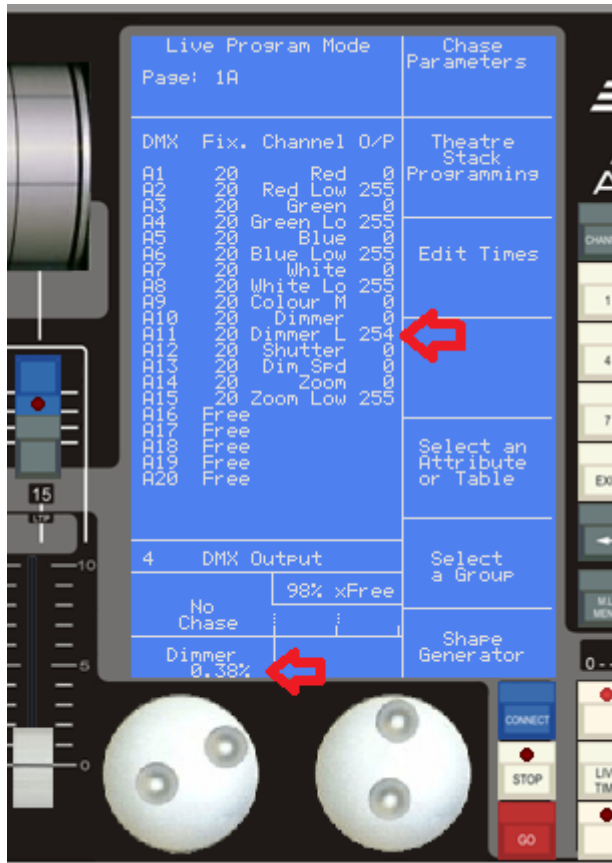 Live Program Mode
Page: 1A
Chase
Parameters
DMX Fix. Channel O/P
A1 20 Red 0
A2 20 Red Low 255
A3 20 Green 0
A4 20 Green Lo 255
A5 20 Blue 0
A6 20 Blue Low 255
A7 20 White 0
A8 20 White Lo 255
A9 20 Colour M 0
A10 20 Dimmer 0
A11 20 Dimmer L 254
A12 20 Shutter 0
A13 20 Dim Spd 0
A14 20 Zoom 0
A15 20 Zoom Low 255
A16 Free
A17 Free
A18 Free
A19 Free
A20 Free
Theatre
Stack
Programming
Edit Times
Select an
Attribute
or Table
4 DMX Output
98% xFree
No
Chase
Dimmer
0.38%
Select
a Group
Shape
Generator
15
LTIP
10
5
0
1
4
7
0
CONNECT
STOP
GO